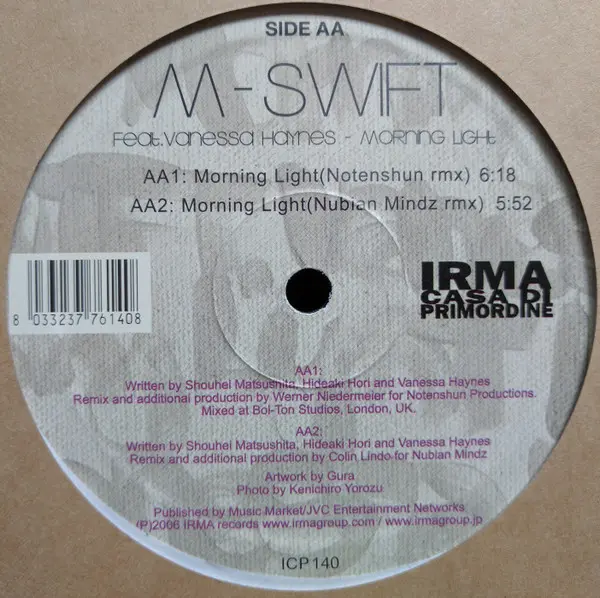 SIDE AA
M-SWIFT
Feat.Vanessa Haynes - Morning Light
AA1: Morning Light(Notenshun rmx) 6:18
AA2: Morning Light(Nubian Mindz rmx) 5:52
IRMA
CASA DI
PRIMORDINE
8 033237 761408
AA1:
Written by Shouhei Matsushita, Hideaki Hori and Vanessa Haynes
Remix and additional production by Werner Niedermeier for Notenshun Productions.
Mixed at Bol-Ton Studios, London, UK.
AA2:
Written by Shouhei Matsushita, Hideaki Hori and Vanessa Haynes
Remix and additional production by Colin Lindo for Nubian Mindz
Artwork by Gura
Photo by Kenichiro Yorozu
Published by Music Market/JVC Entertainment Networks
(P)2006 IRMA records www.irmagroup.com / www.irmagroup.jp
ICP 140